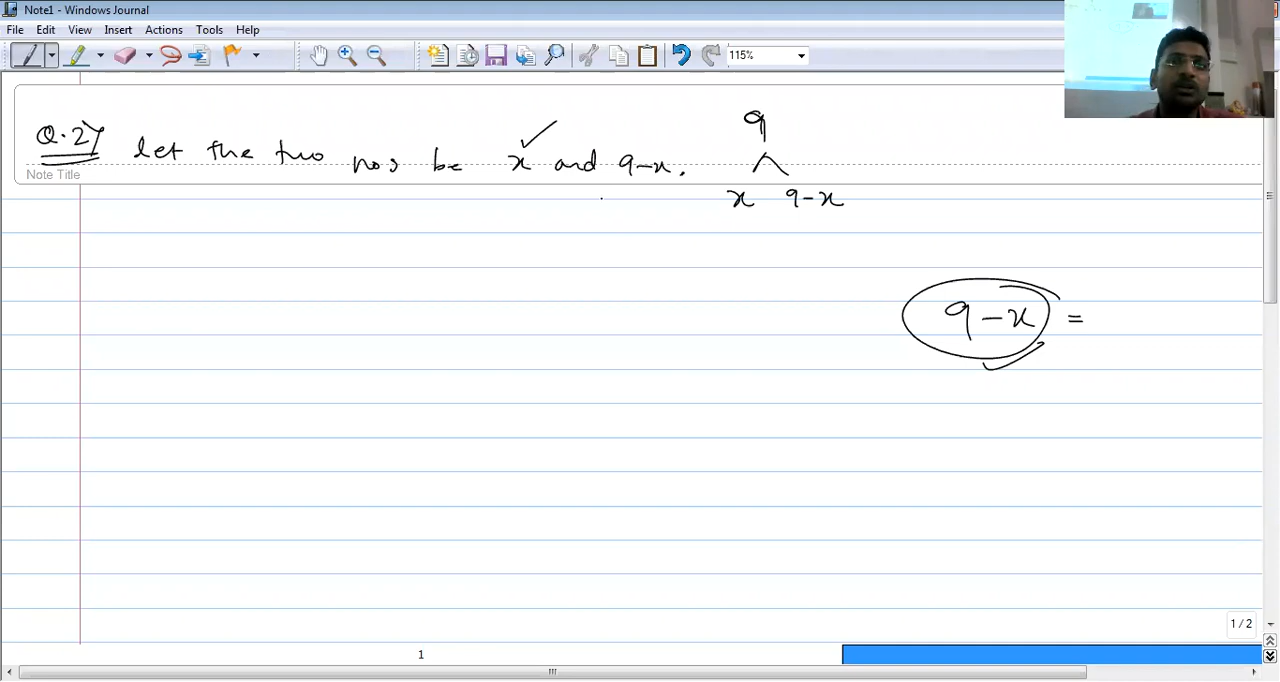 Note1 - Windows Journal
File Edit View Insert Actions Tools Help
115%
Q.27 let the two nos be x and 9-x.
9
x 9-x
Note Title
9-x =
1 / 2
1